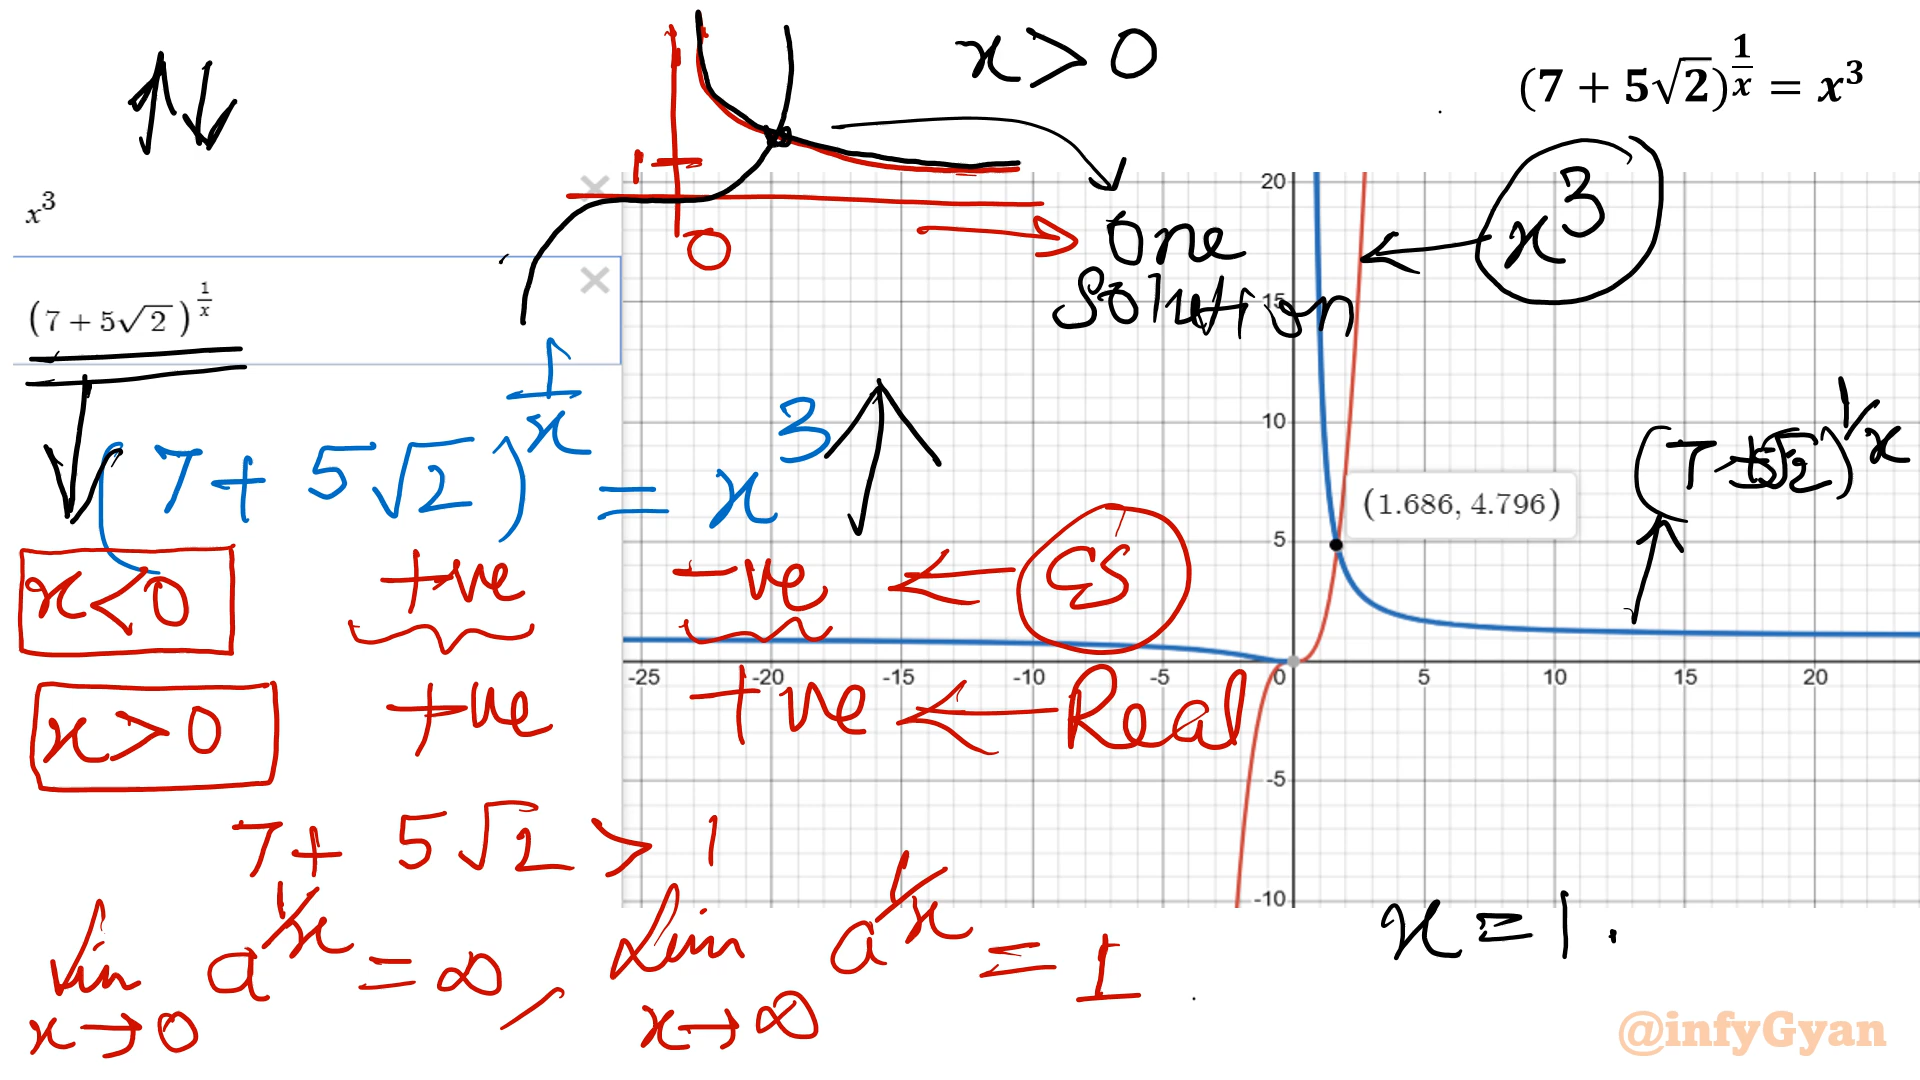 x > 0
(7 + 5√2)^(1/x) = x³
x³
(7 + 5√2)^(1/x)
1
0
One
Solution
x³
20
15
10
5
0
-5
-10
-25 -20 -15 -10 -5 5 10 15 20
(1.686, 4.796)
(7 + 5√2)^(1/x)
(7 + 5√2)^(1/x) = x³
x < 0 +ve -ve ES
x > 0 +ve +ve Real
7 + 5√2 > 1
lim x→0 a^(1/x) = ∞, lim x→∞ a^(1/x) = 1
x = 1.
@infyGyan